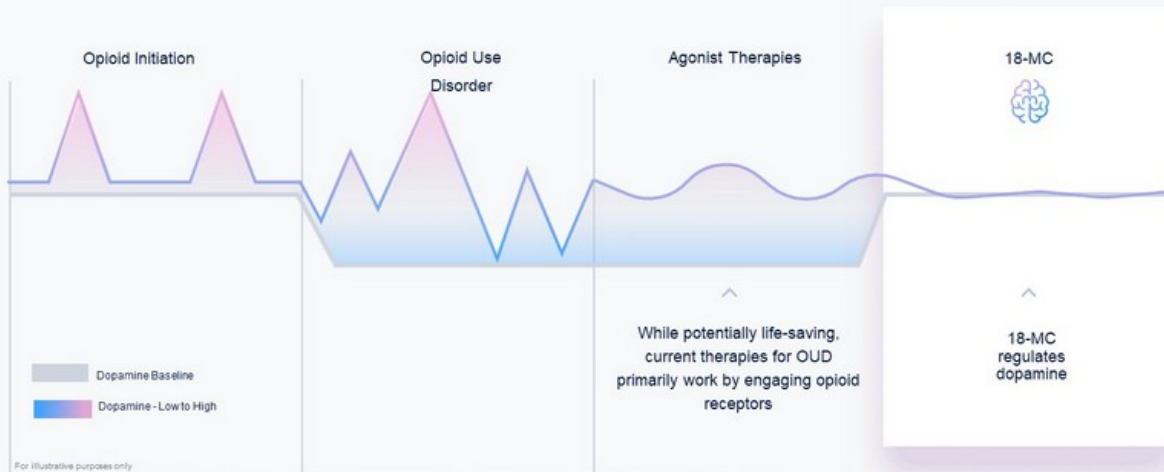 Opioid Initiation
Opioid Use
Disorder
Agonist Therapies
18-MC
While potentially life-saving,
current therapies for OUD
primarily work by engaging opioid
receptors
18-MC
regulates
dopamine
Dopamine Baseline
Dopamine - Low to High
For illustrative purposes only